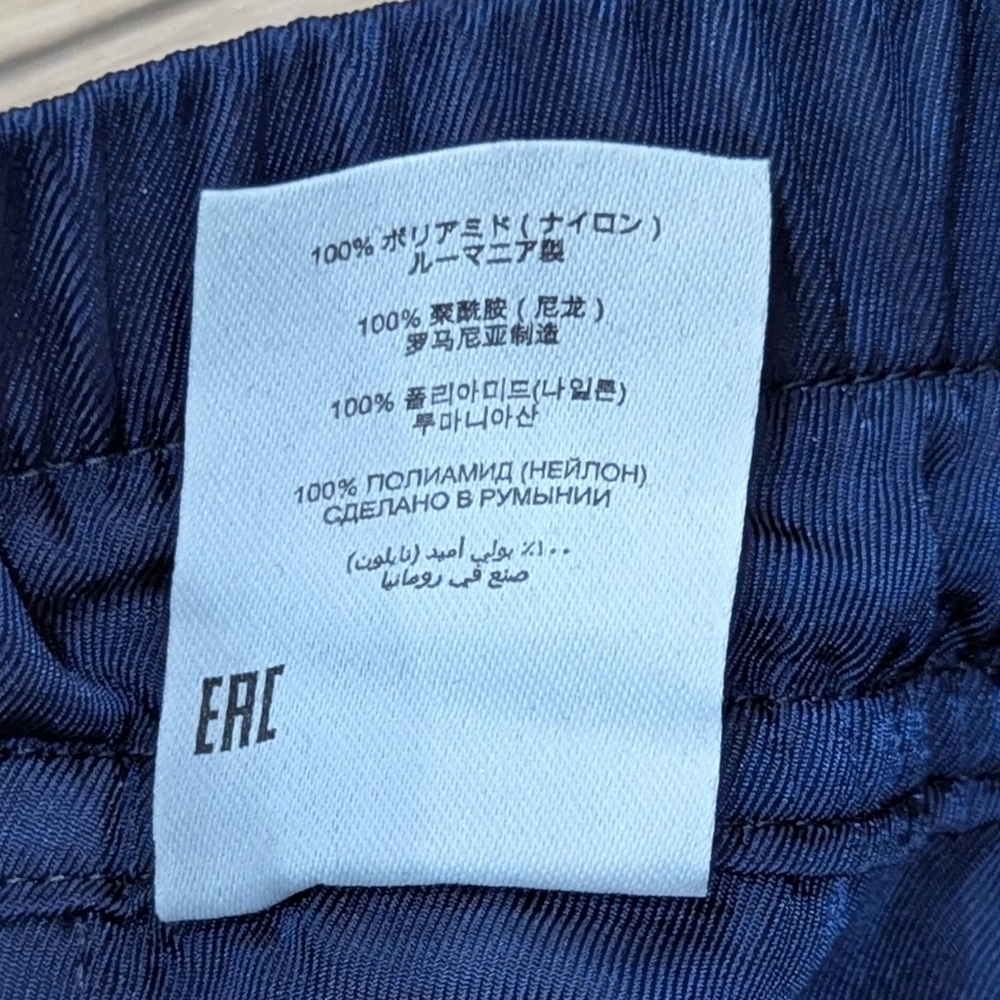 100% ポリアミド ( ナイロン )
ルーマニア製
100% 聚酰胺 ( 尼龙 )
罗马尼亚制造
100% 폴리아미드(나일론)
루마니아산
100% ПОЛИАМИД (НЕЙЛОН)
СДЕЛАНО В РУМЫНИИ
١٠٠٪ بولي أميد (نايلون)
صنع في رومانيا
EAC